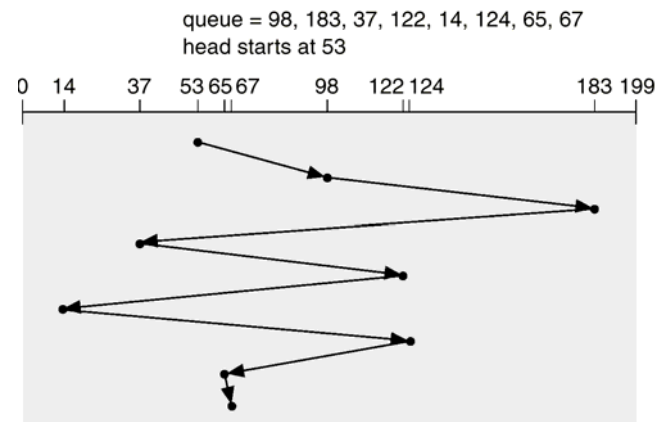 queue = 98, 183, 37, 122, 14, 124, 65, 67
head starts at 53
0 14 37 53 65 67 98 122 124 183 199